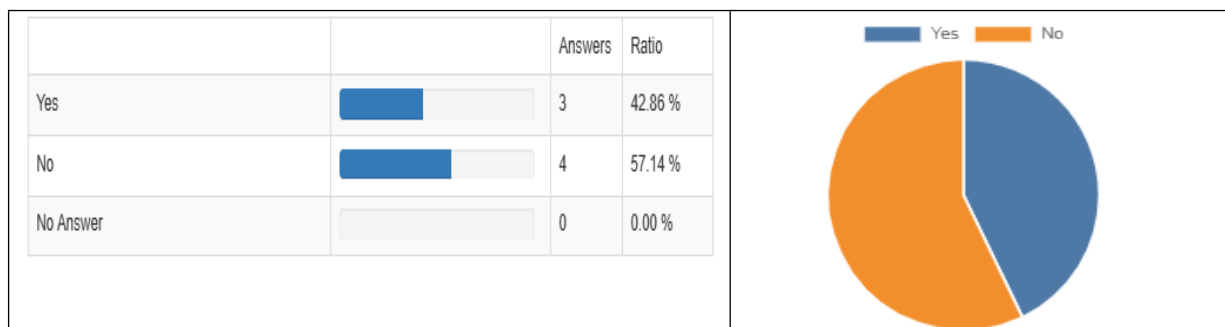 Answers Ratio
Yes 3 42.86 %
No 4 57.14 %
No Answer 0 0.00 %
Yes No